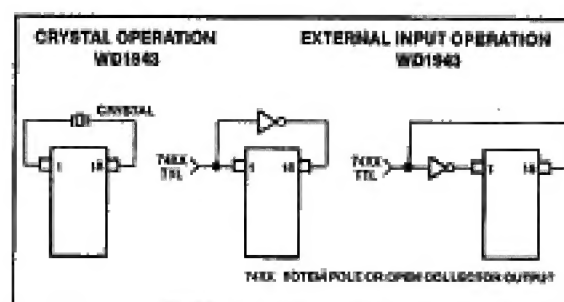 CRYSTAL OPERATION
WD1943
EXTERNAL INPUT OPERATION
WD1943
CRYSTAL
1 18
74XX
TTL
1 18
74XX
TTL
1 18
74XX TOTEM POLE OR OPEN COLLECTOR OUTPUT